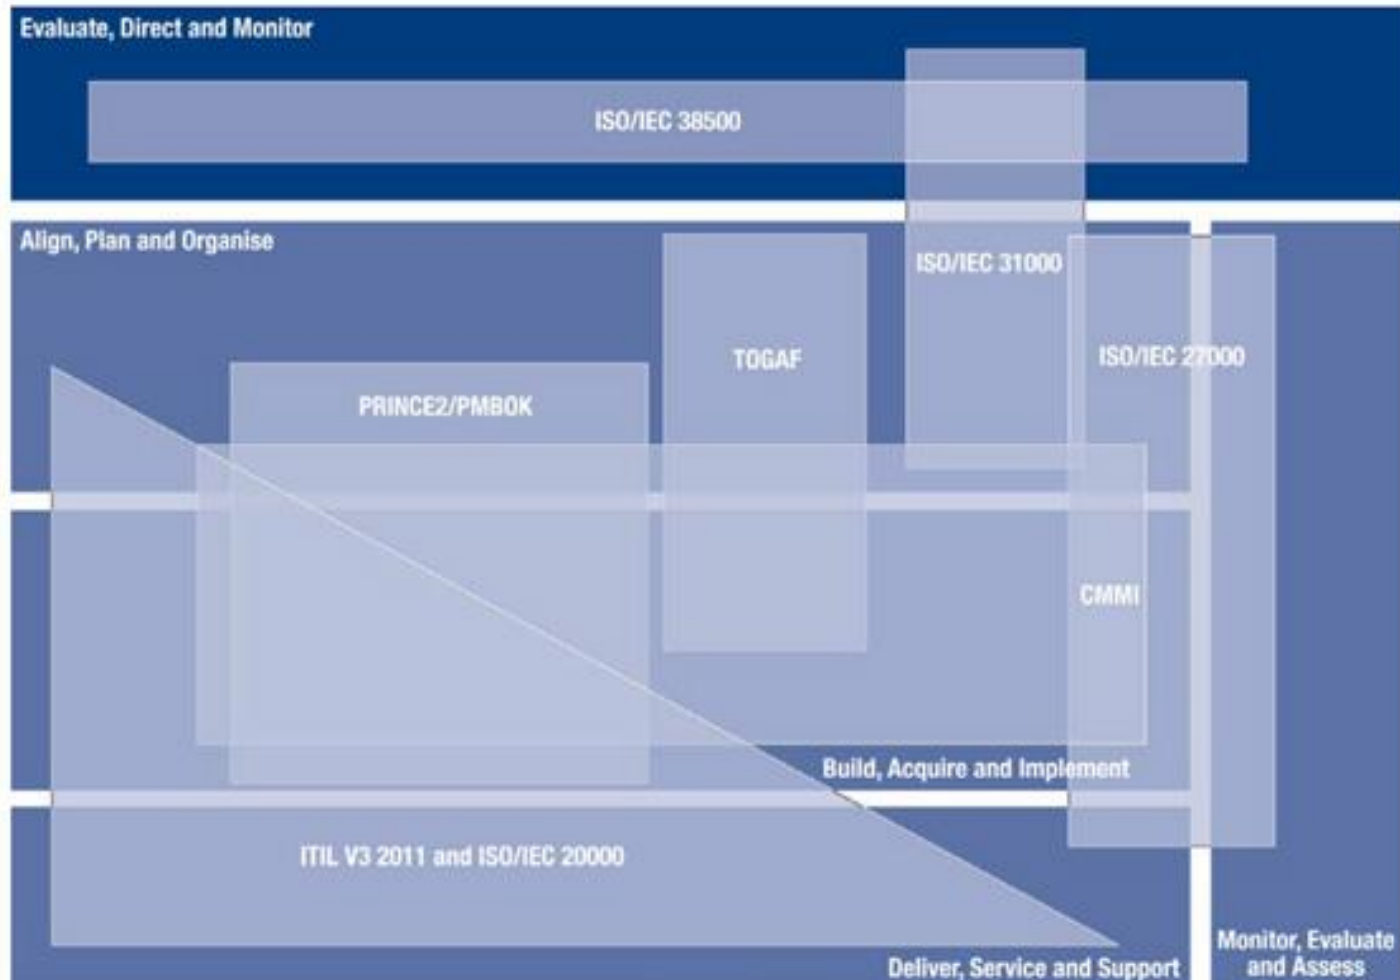 Evaluate, Direct and Monitor
ISO/IEC 38500
Align, Plan and Organise
ISO/IEC 31000
TOGAF
ISO/IEC 27000
PRINCE2/PMBOK
CMMI
Build, Acquire and Implement
ITIL V3 2011 and ISO/IEC 20000
Deliver, Service and Support
Monitor, Evaluate
and Assess